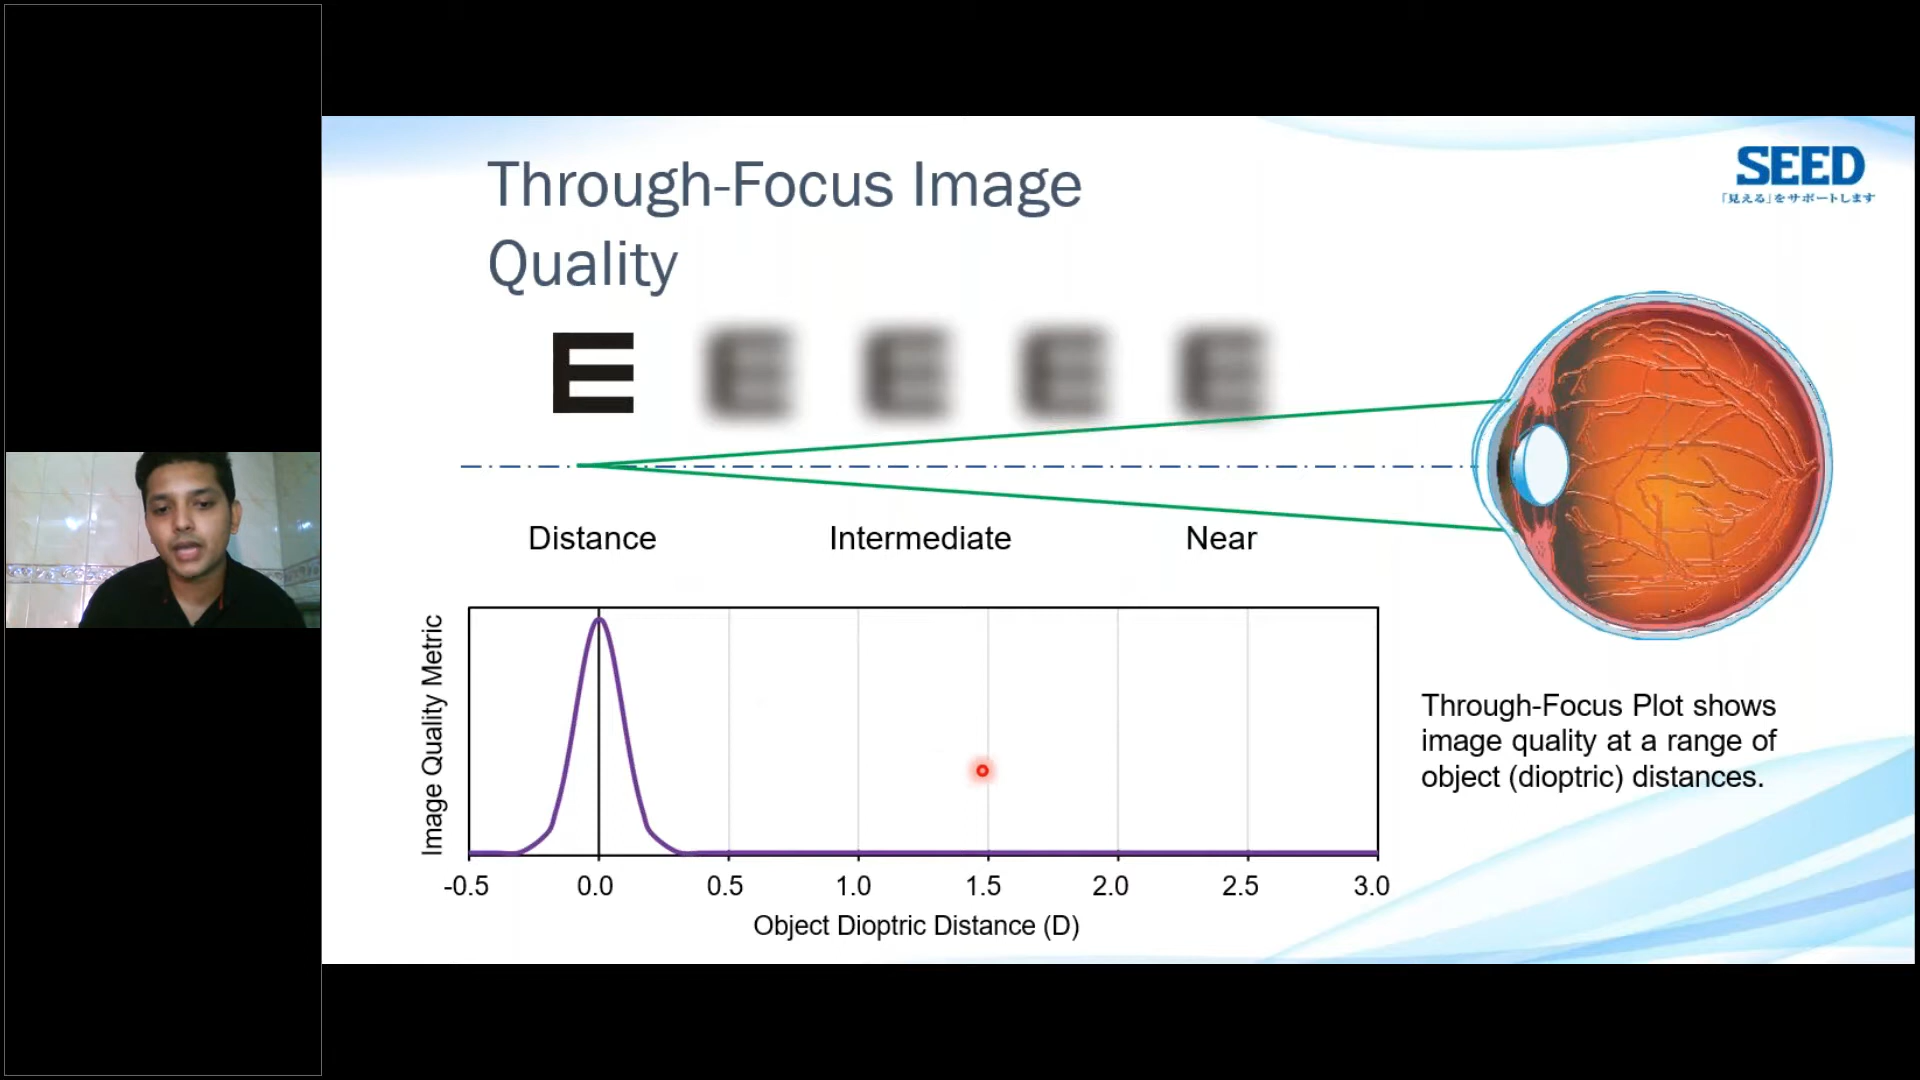 Through-Focus Image
Quality
SEED
「見える」をサポートします
E E E E E
Distance Intermediate Near
Image Quality Metric
-0.5 0.0 0.5 1.0 1.5 2.0 2.5 3.0
Object Dioptric Distance (D)
Through-Focus Plot shows
image quality at a range of
object (dioptric) distances.